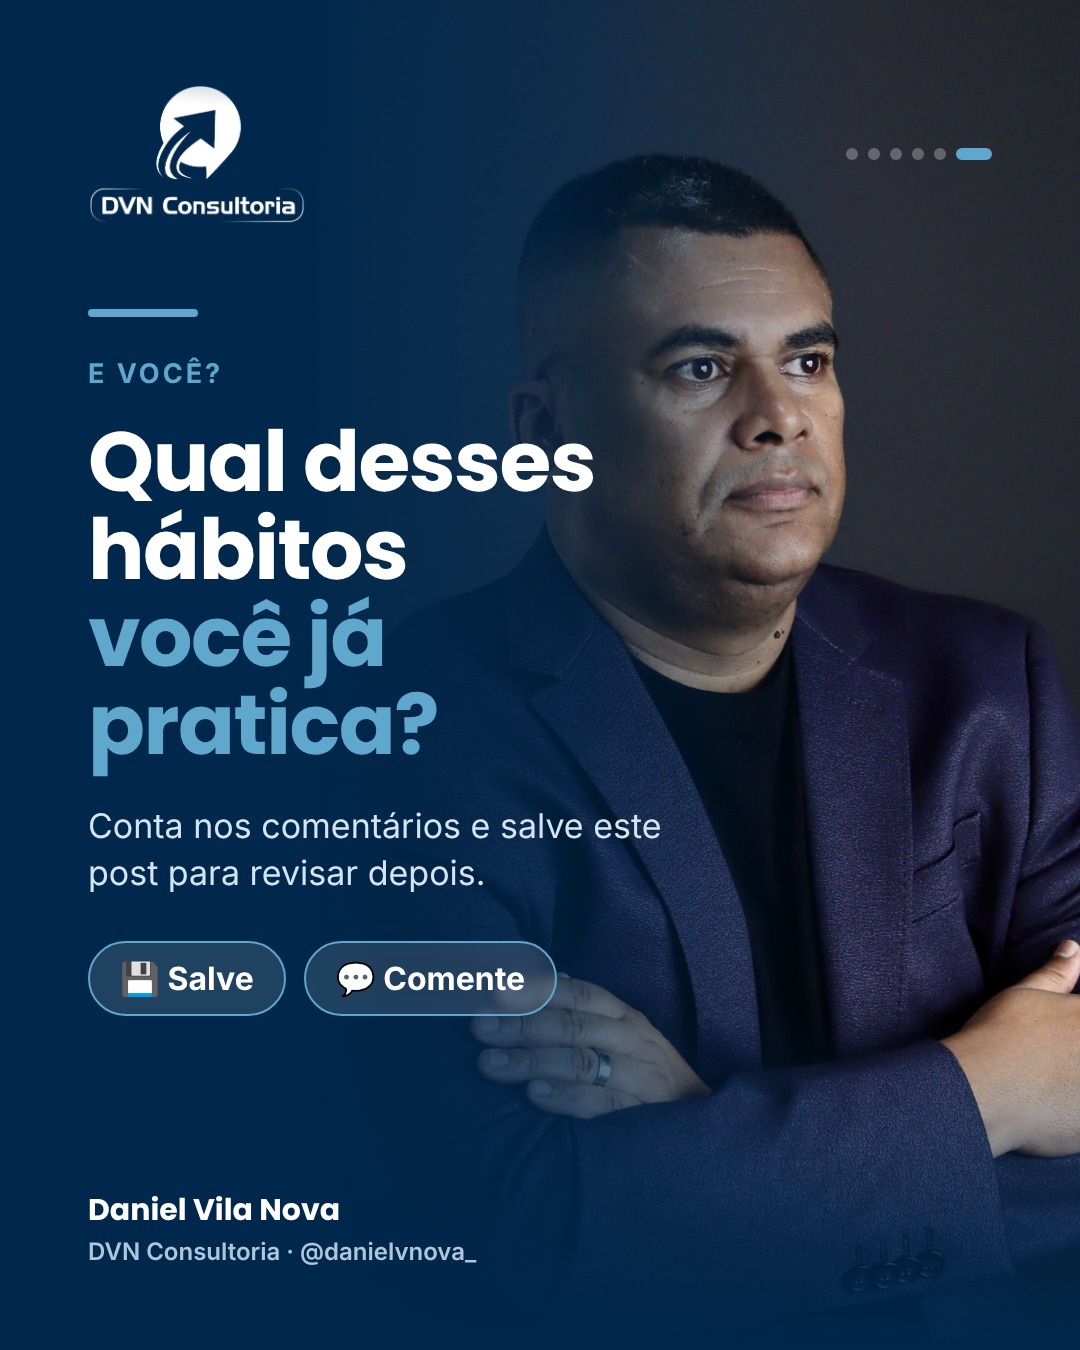 DVN Consultoria
E VOCÊ?
Qual desses
hábitos
você já
pratica?
Conta nos comentários e salve este
post para revisar depois.
💾 Salve
💬 Comente
Daniel Vila Nova
DVN Consultoria · @danielvnova_